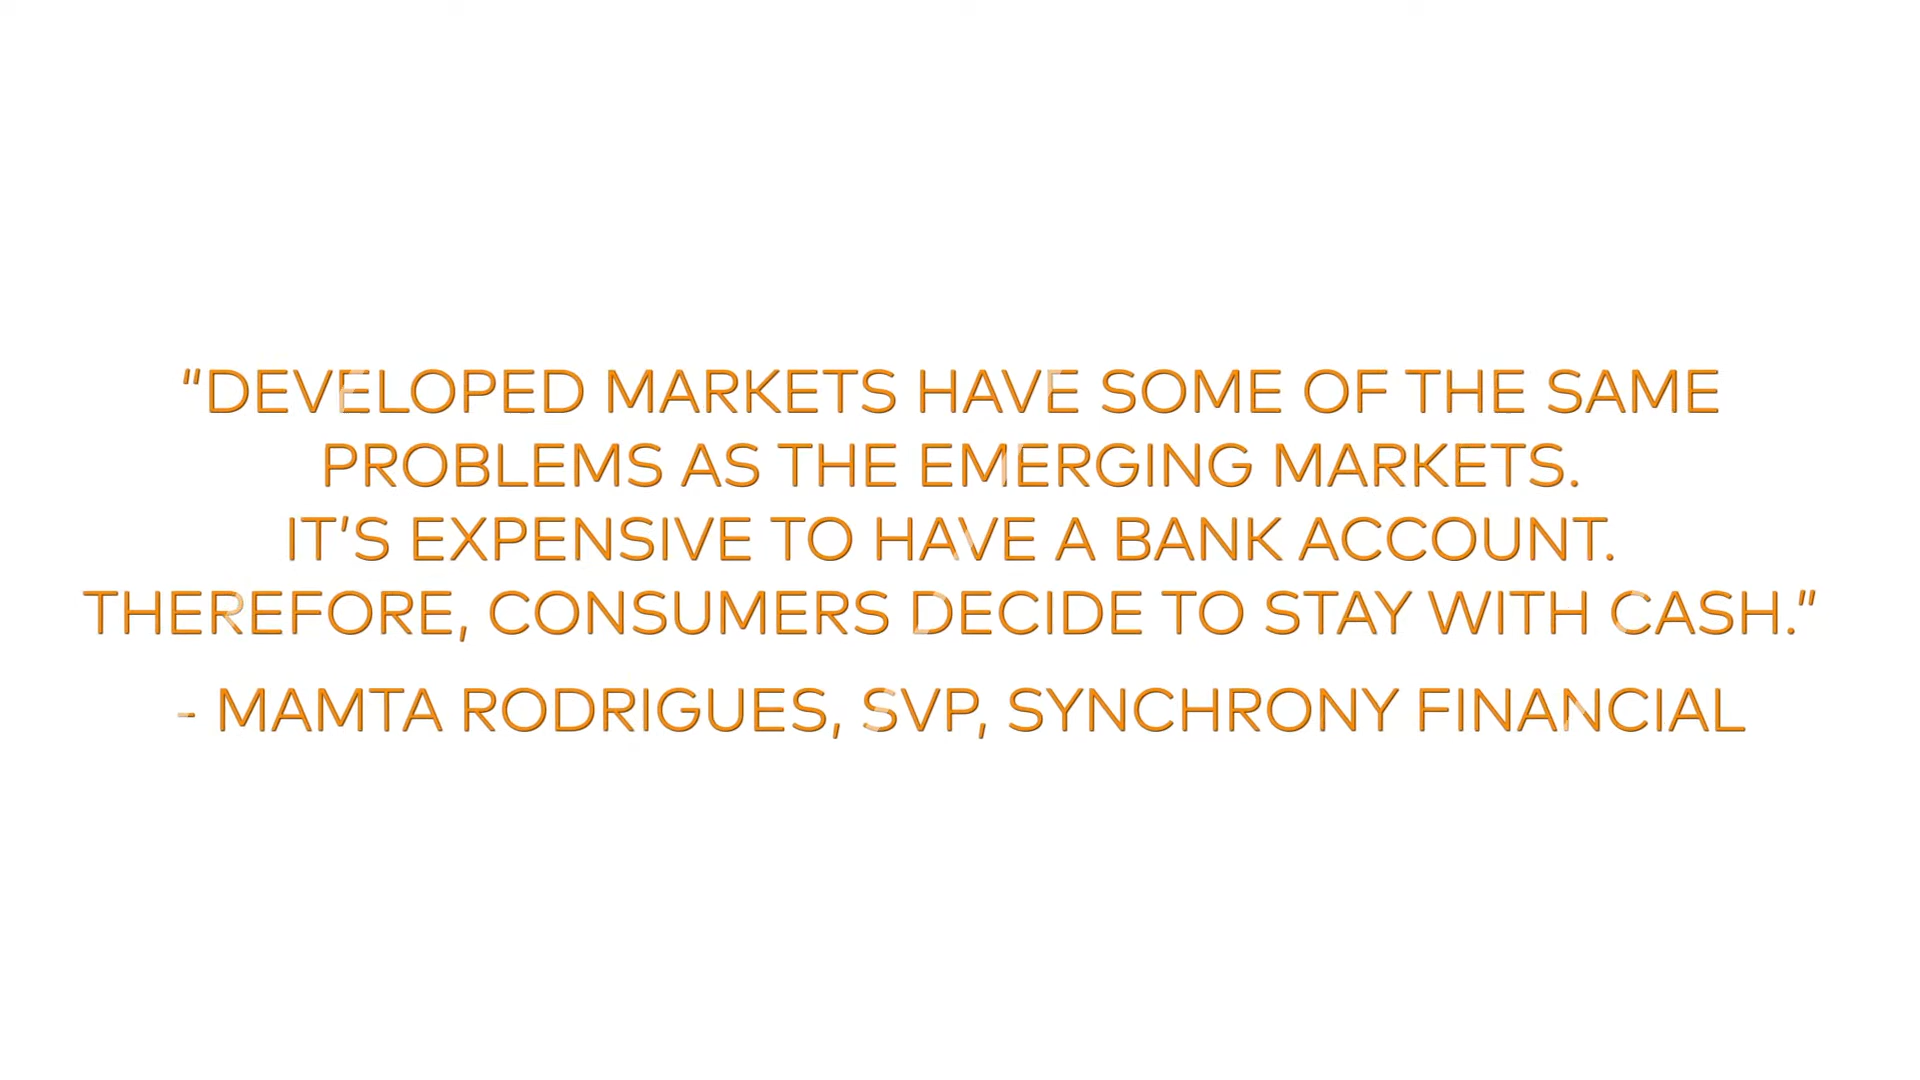 “DEVELOPED MARKETS HAVE SOME OF THE SAME
PROBLEMS AS THE EMERGING MARKETS.
IT’S EXPENSIVE TO HAVE A BANK ACCOUNT.
THEREFORE, CONSUMERS DECIDE TO STAY WITH CASH.”
- MAMTA RODRIGUES, SVP, SYNCHRONY FINANCIAL